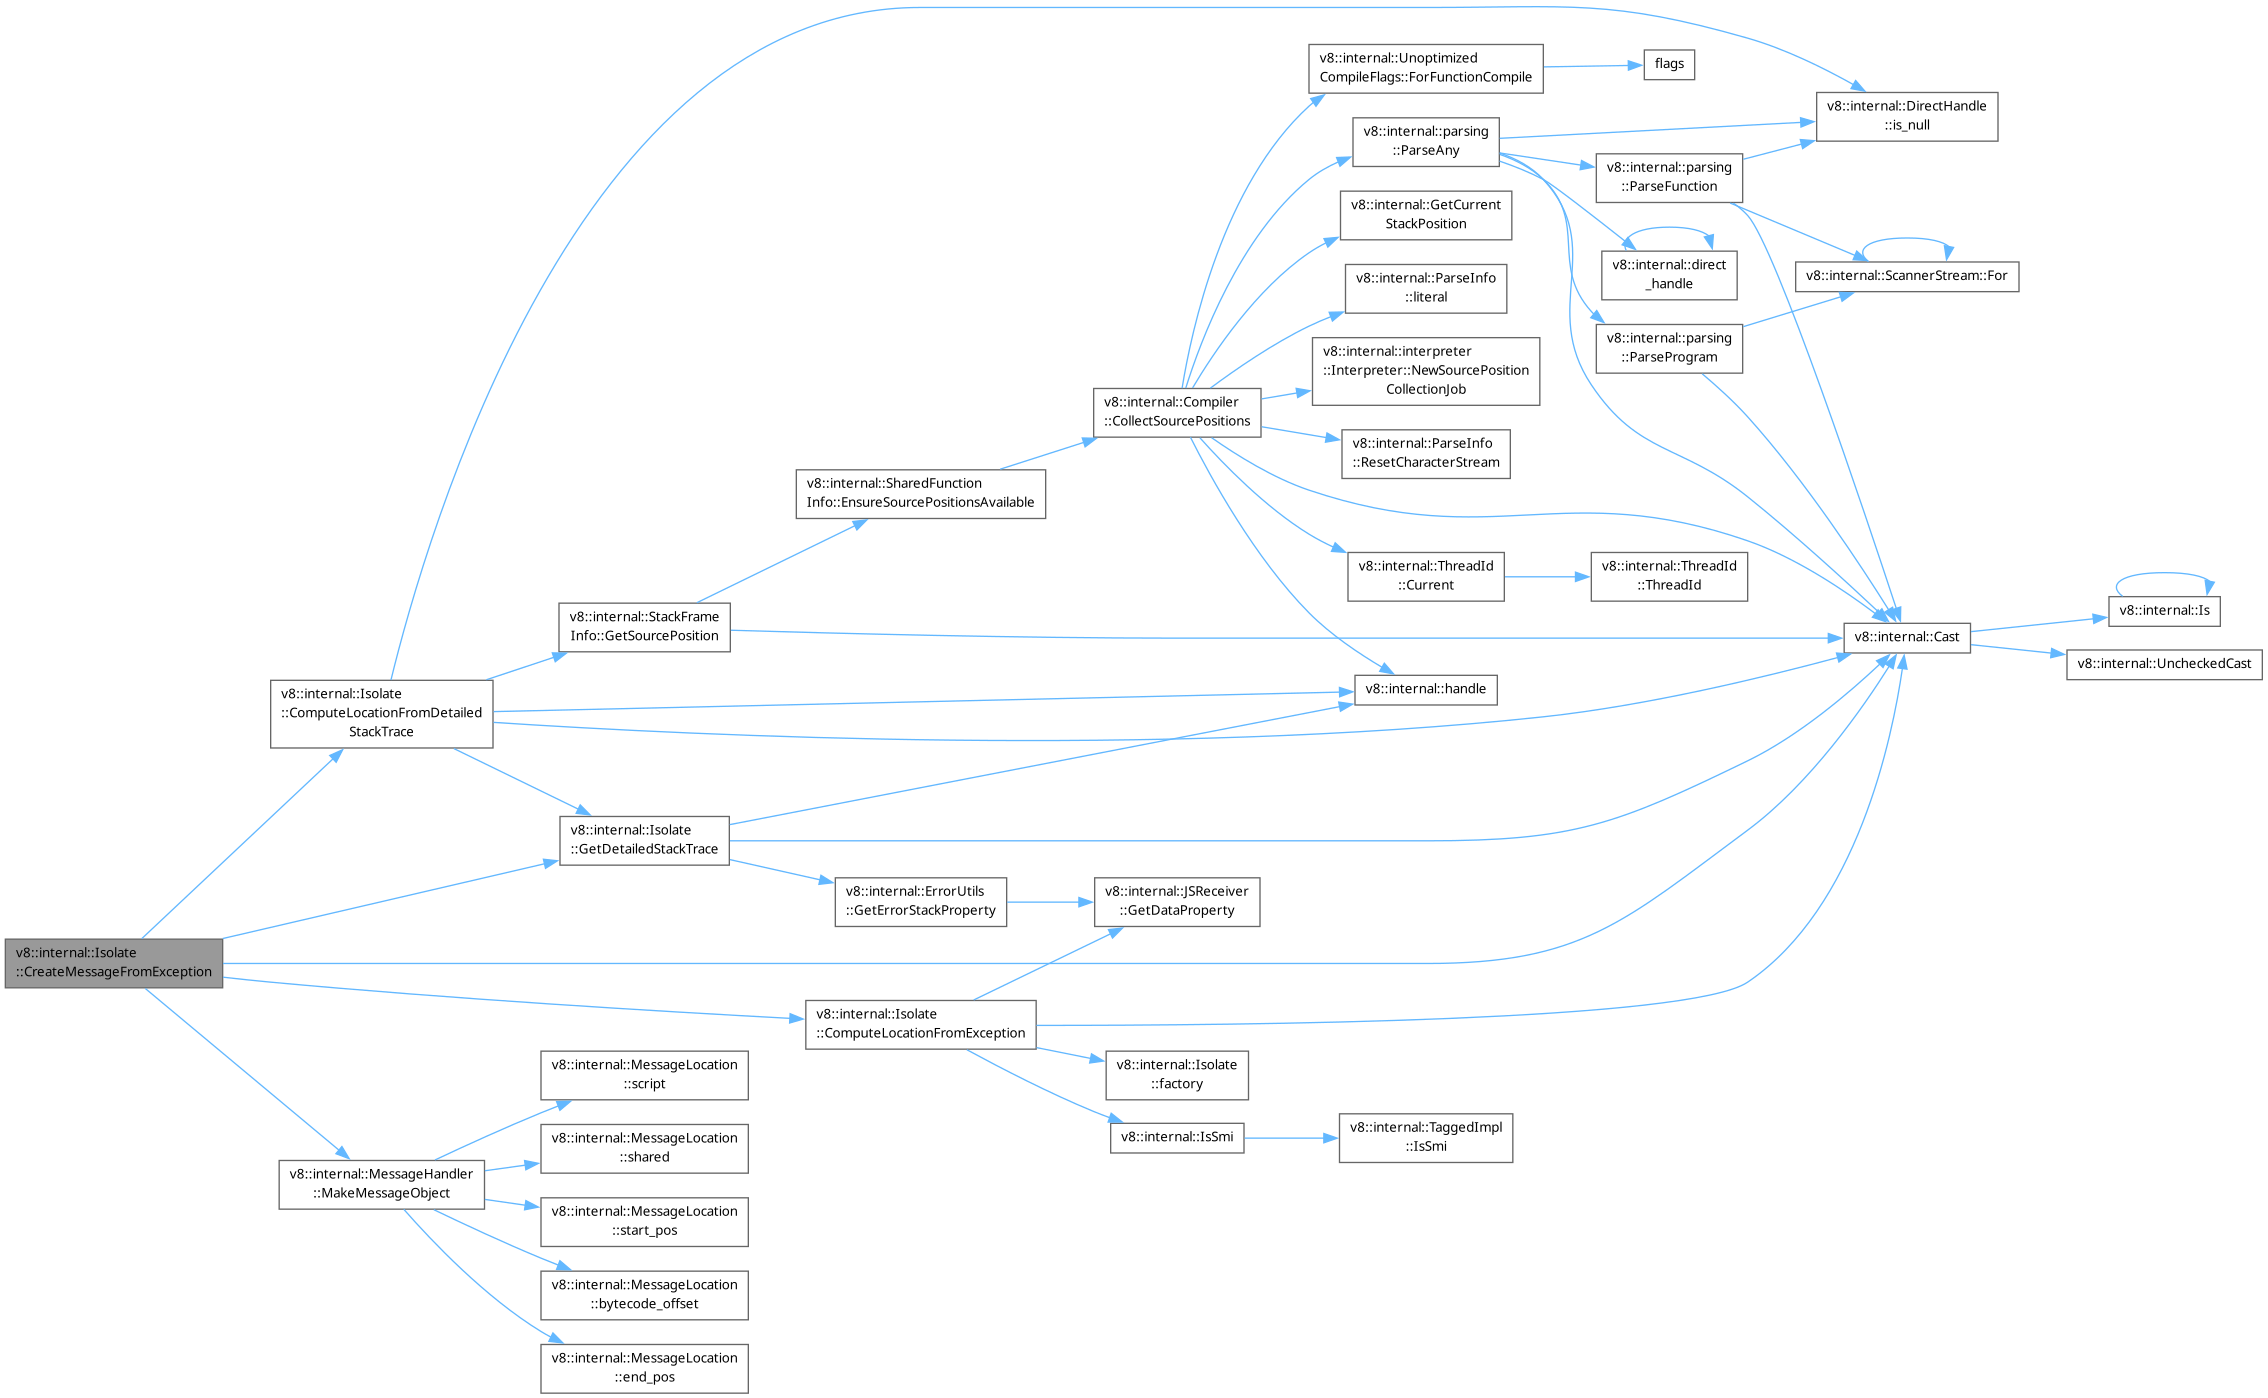 v8::internal::Isolate
::CreateMessageFromException
v8::internal::Isolate
::ComputeLocationFromDetailed
StackTrace
v8::internal::StackFrame
Info::GetSourcePosition
v8::internal::SharedFunction
Info::EnsureSourcePositionsAvailable
v8::internal::Compiler
::CollectSourcePositions
v8::internal::Unoptimized
CompileFlags::ForFunctionCompile
flags
v8::internal::DirectHandle
::is_null
v8::internal::parsing
::ParseAny
v8::internal::parsing
::ParseFunction
v8::internal::GetCurrent
StackPosition
v8::internal::direct
_handle
v8::internal::ScannerStream::For
v8::internal::ParseInfo
::literal
v8::internal::parsing
::ParseProgram
v8::internal::interpreter
::Interpreter::NewSourcePosition
CollectionJob
v8::internal::ParseInfo
::ResetCharacterStream
v8::internal::ThreadId
::Current
v8::internal::ThreadId
::ThreadId
v8::internal::Cast
v8::internal::Is
v8::internal::UncheckedCast
v8::internal::handle
v8::internal::Isolate
::GetDetailedStackTrace
v8::internal::ErrorUtils
::GetErrorStackProperty
v8::internal::JSReceiver
::GetDataProperty
v8::internal::Isolate
::ComputeLocationFromException
v8::internal::Isolate
::factory
v8::internal::IsSmi
v8::internal::TaggedImpl
::IsSmi
v8::internal::MessageHandler
::MakeMessageObject
v8::internal::MessageLocation
::script
v8::internal::MessageLocation
::shared
v8::internal::MessageLocation
::start_pos
v8::internal::MessageLocation
::bytecode_offset
v8::internal::MessageLocation
::end_pos